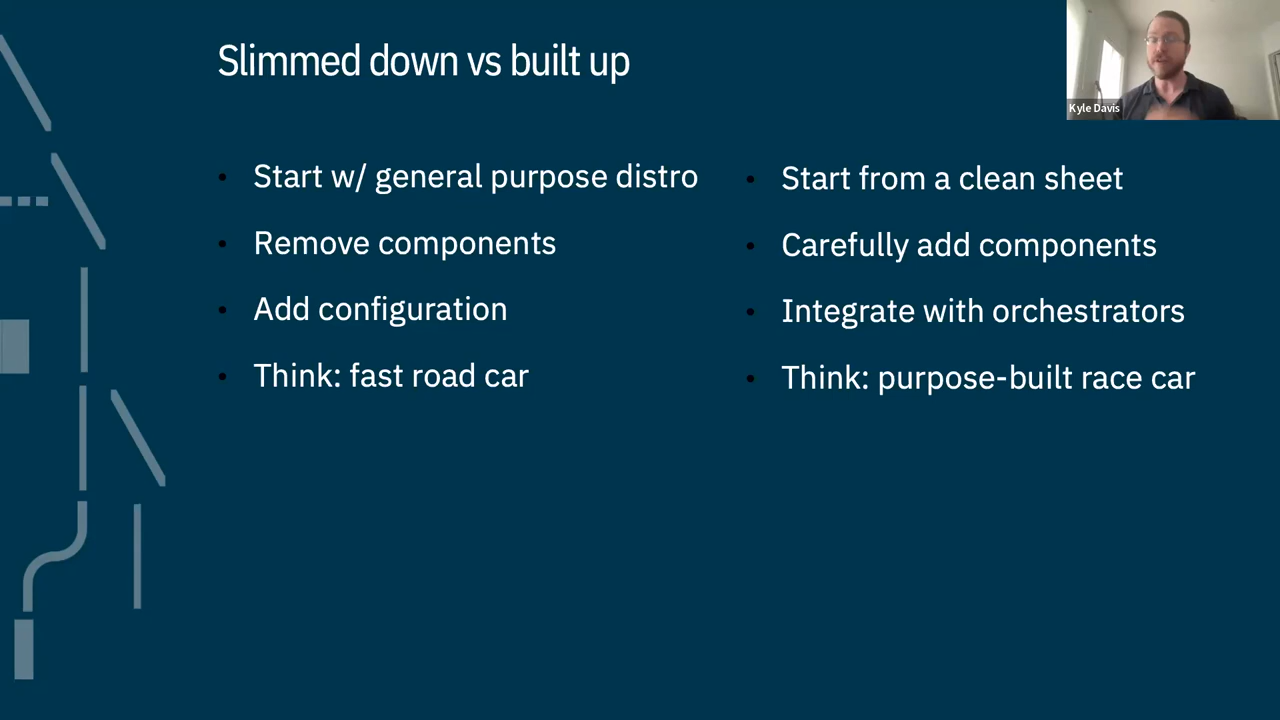 Slimmed down vs built up
Kyle Davis
• Start w/ general purpose distro
• Remove components
• Add configuration
• Think: fast road car
• Start from a clean sheet
• Carefully add components
• Integrate with orchestrators
• Think: purpose-built race car